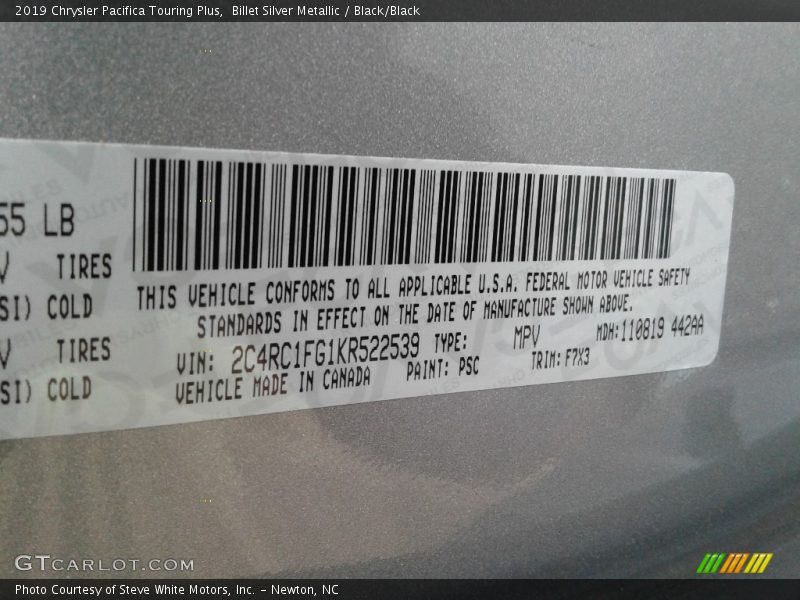 2019 Chrysler Pacifica Touring Plus, Billet Silver Metallic / Black/Black
55 LB
TIRES
SI) COLD
TIRES
SI) COLD
THIS VEHICLE CONFORMS TO ALL APPLICABLE U.S.A. FEDERAL MOTOR VEHICLE SAFETY
STANDARDS IN EFFECT ON THE DATE OF MANUFACTURE SHOWN ABOVE.
VIN: 2C4RC1FG1KR522539 TYPE: MPV MDH:110819 442AA
VEHICLE MADE IN CANADA PAINT: PSC TRIM: F7X3
GTCARLOT.COM
Photo Courtesy of Steve White Motors, Inc. – Newton, NC